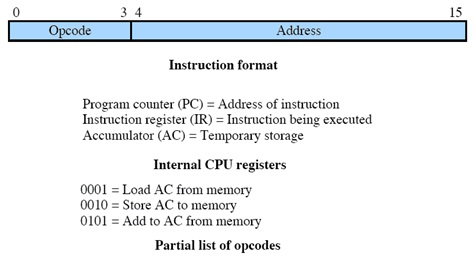 0 3 4 15
Opcode Address
Instruction format
Program counter (PC) = Address of instruction
Instruction register (IR) = Instruction being executed
Accumulator (AC) = Temporary storage
Internal CPU registers
0001 = Load AC from memory
0010 = Store AC to memory
0101 = Add to AC from memory
Partial list of opcodes